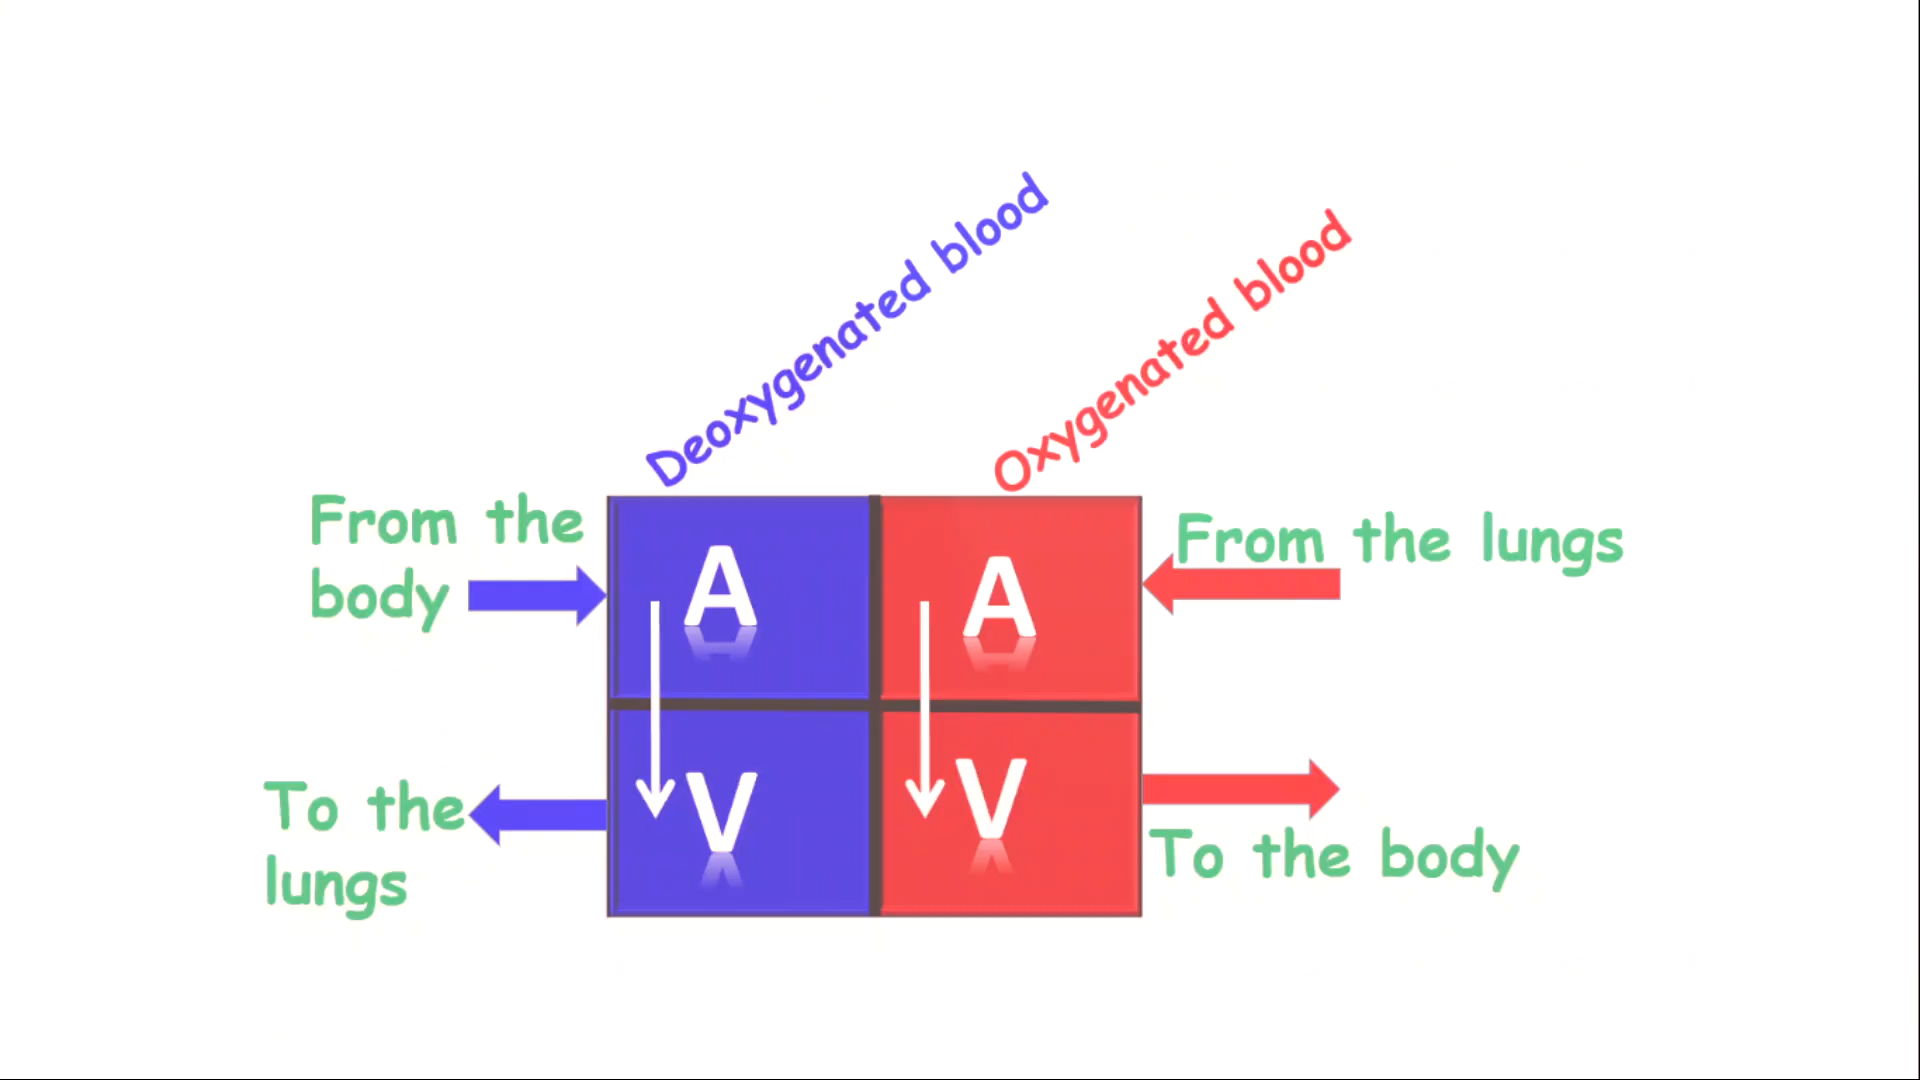 Deoxygenated blood
Oxygenated blood
From the
body
A
A
From the lungs
To the
lungs
V
V
To the body